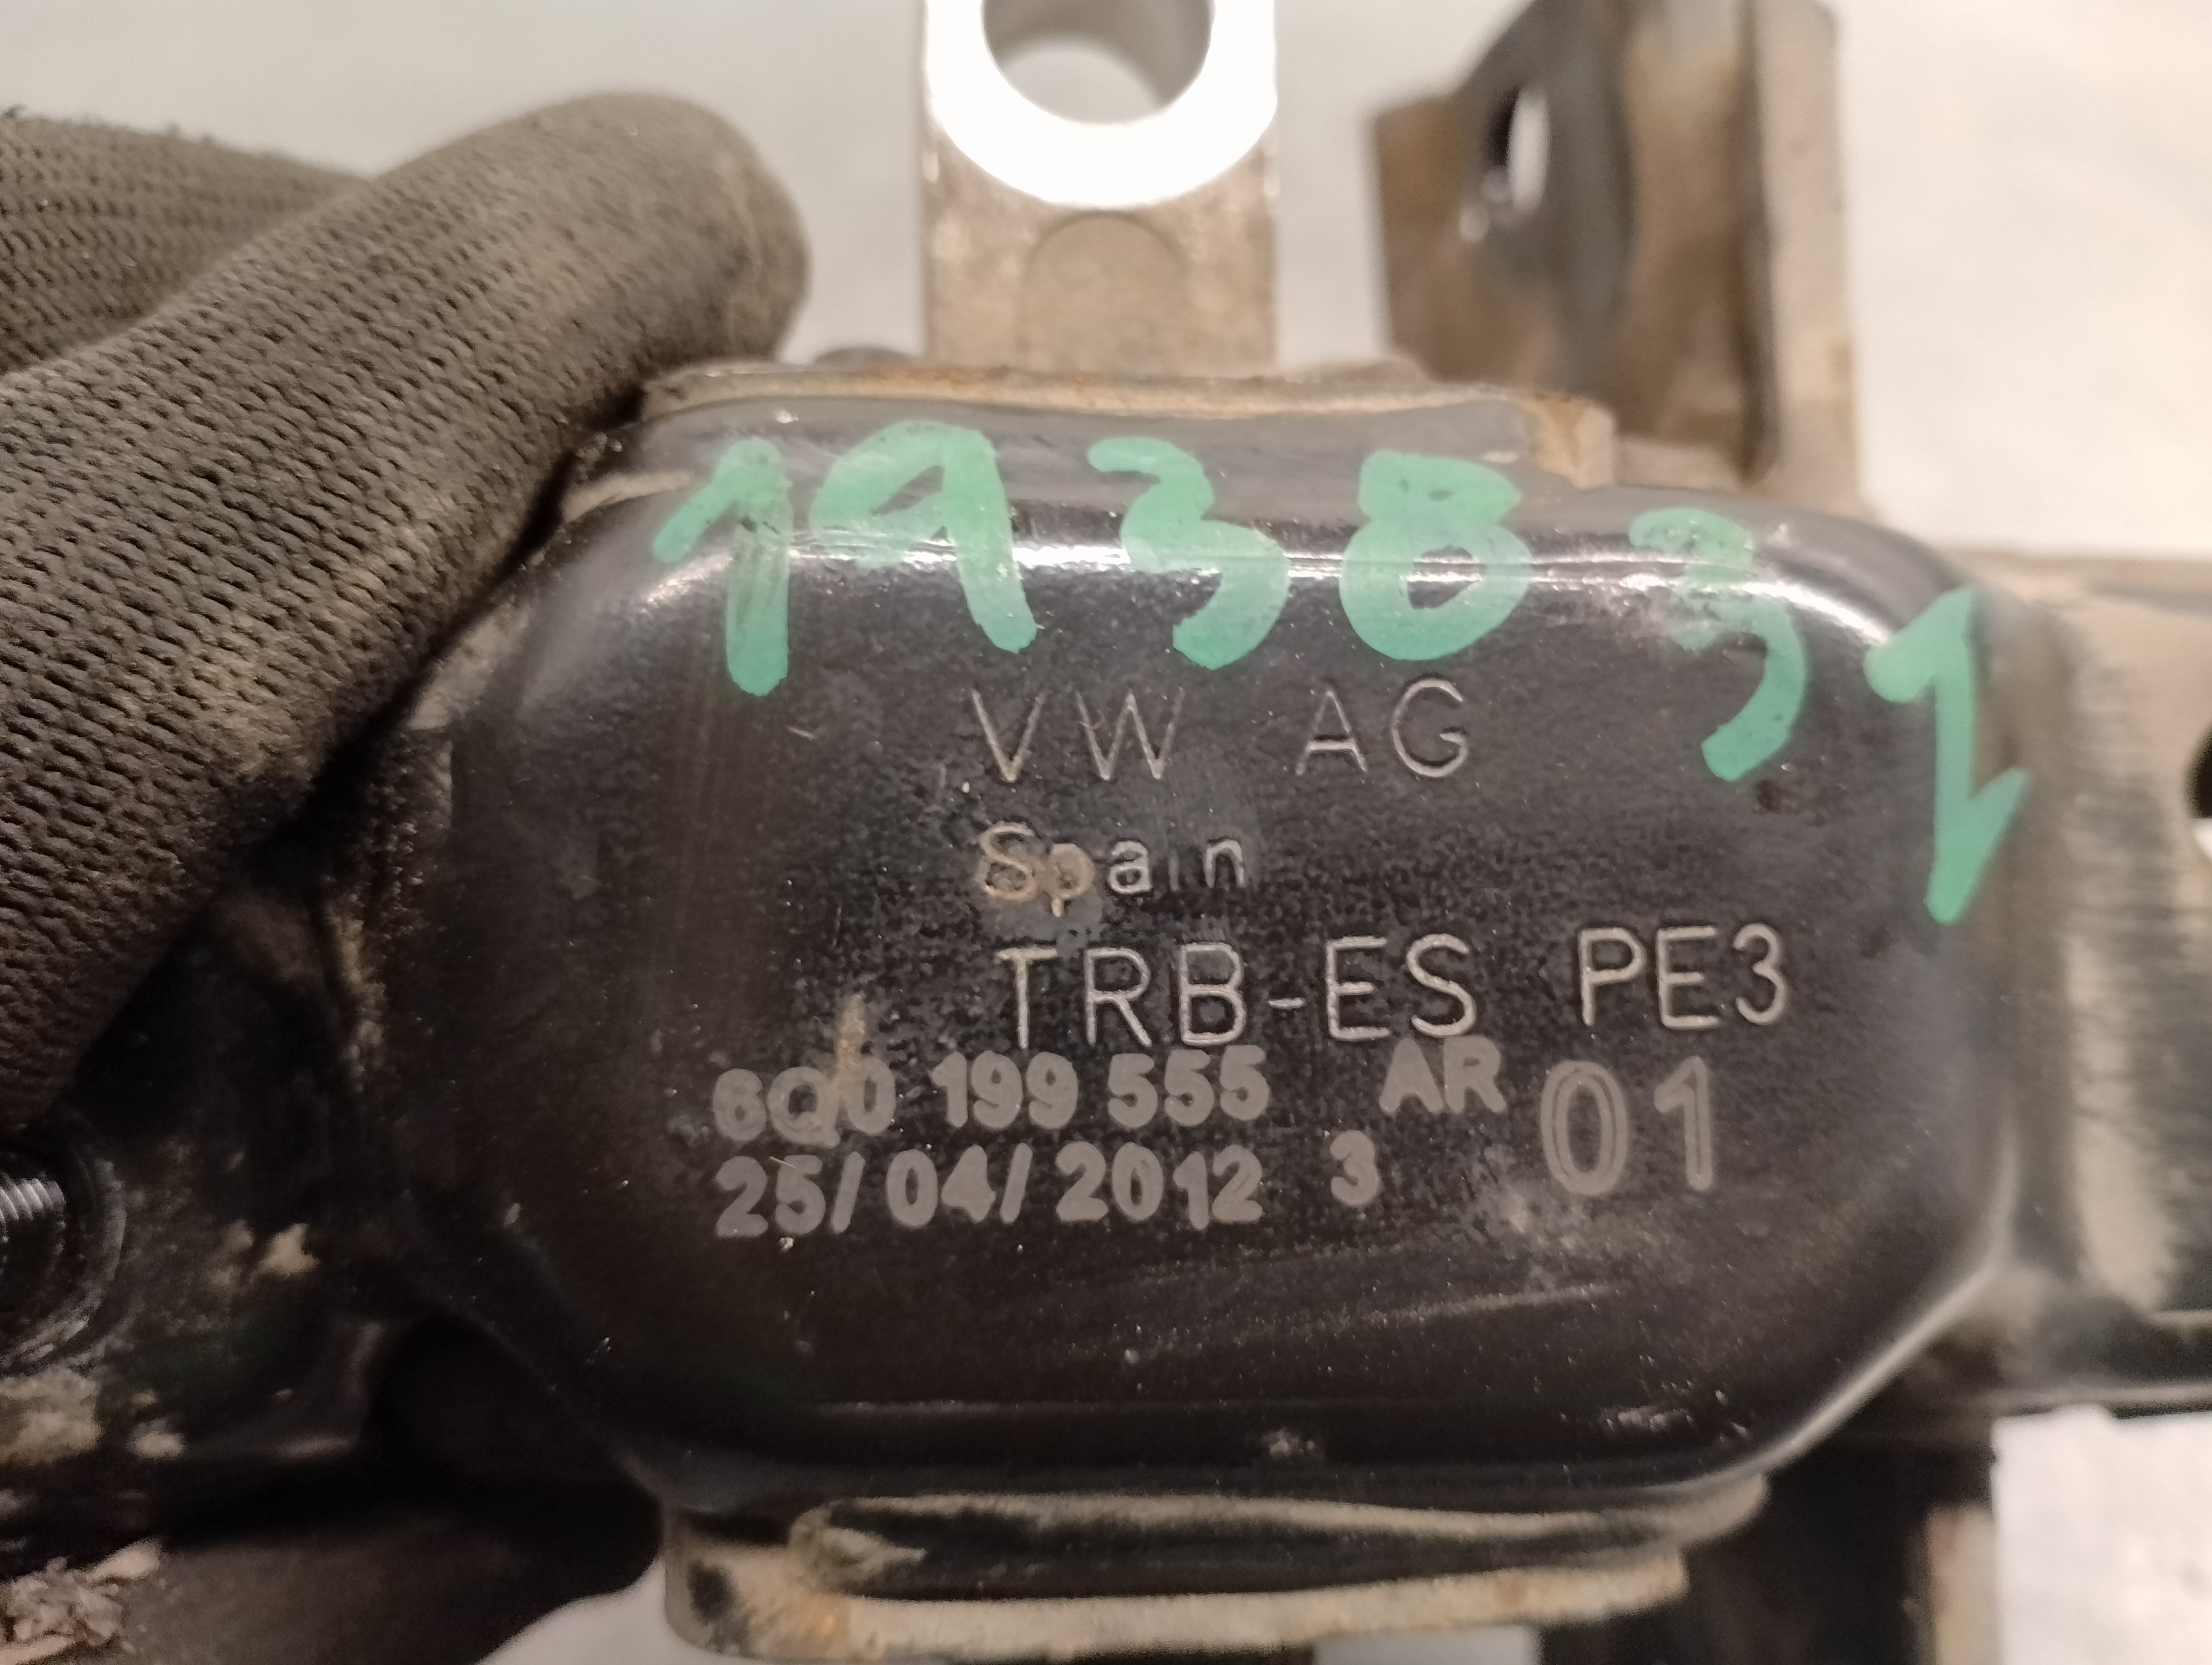 193831
VW AG
Spain
TRB-ES PE3
6Q0 199 555 AR 01
25/04/2012 3